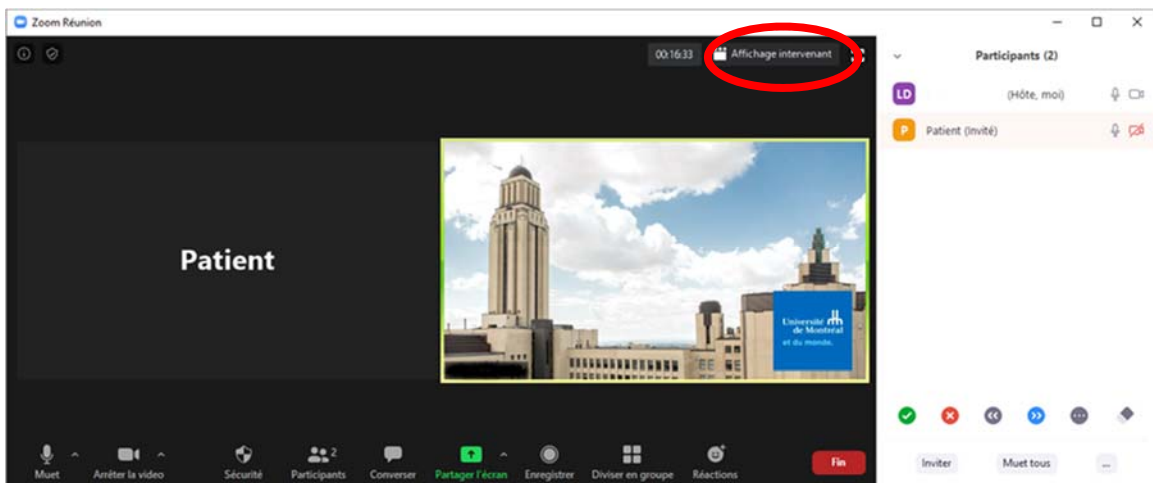 Zoom Réunion
00:16:33 Affichage intervenant
Participants (2)
LD (Hôte, moi)
P Patient (Invité)
Patient
Université
de Montréal
et du monde.
2
Muet Arrêter la video Sécurité Participants Converser Partager l'écran Enregistrer Diviser en groupe Réactions Fin
Inviter Muet tous ...